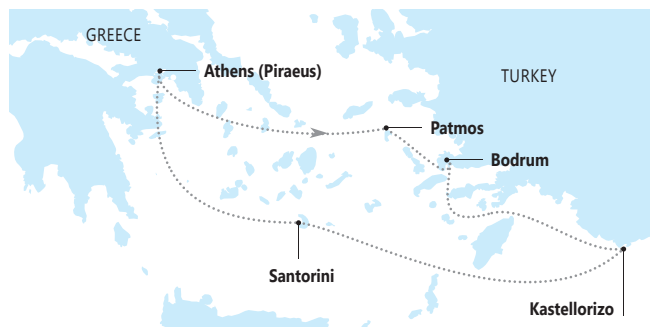 GREECE
Athens (Piraeus)
TURKEY
Patmos
Bodrum
Santorini
Kastellorizo